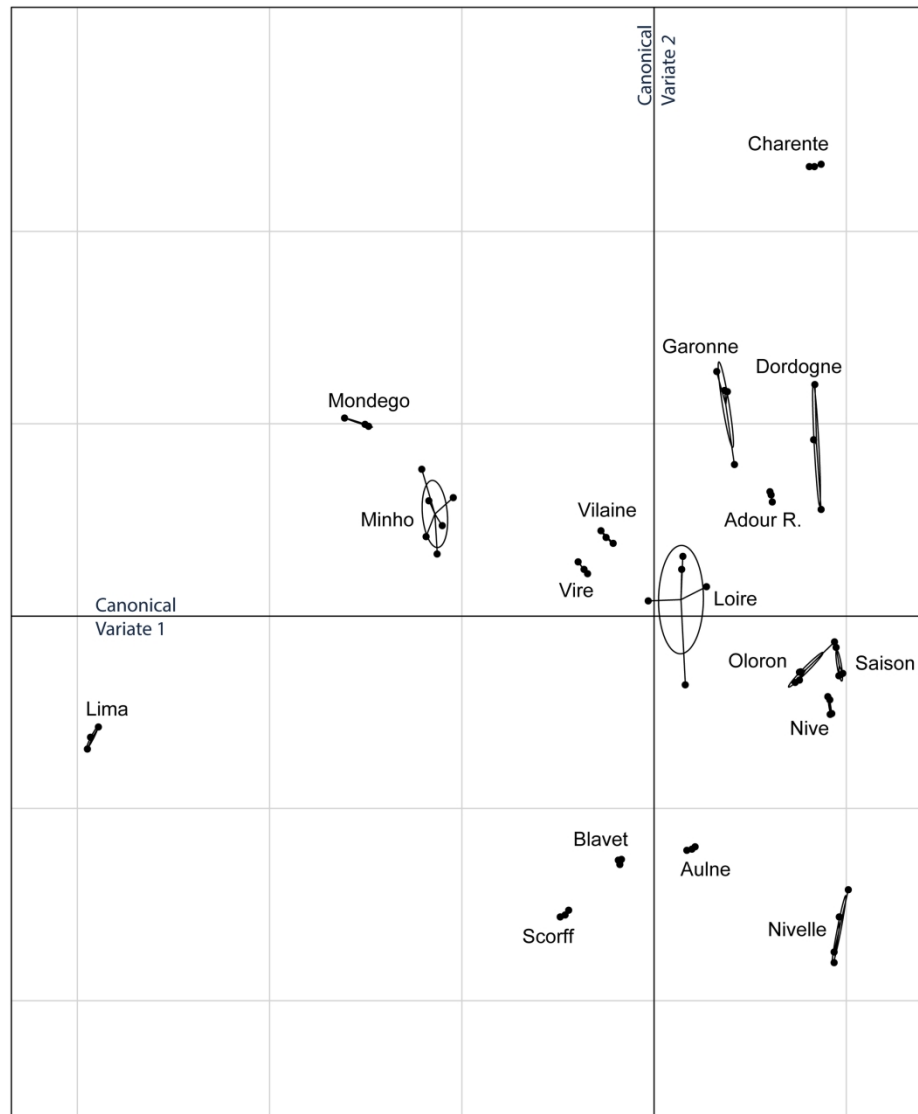 Canonical
Variate 2
Charente
Garonne
Dordogne
Mondego
Minho
Vilaine
Adour R.
Vire
Loire
Canonical
Variate 1
Oloron
Saison
Lima
Nive
Blavet
Aulne
Scorff
Nivelle